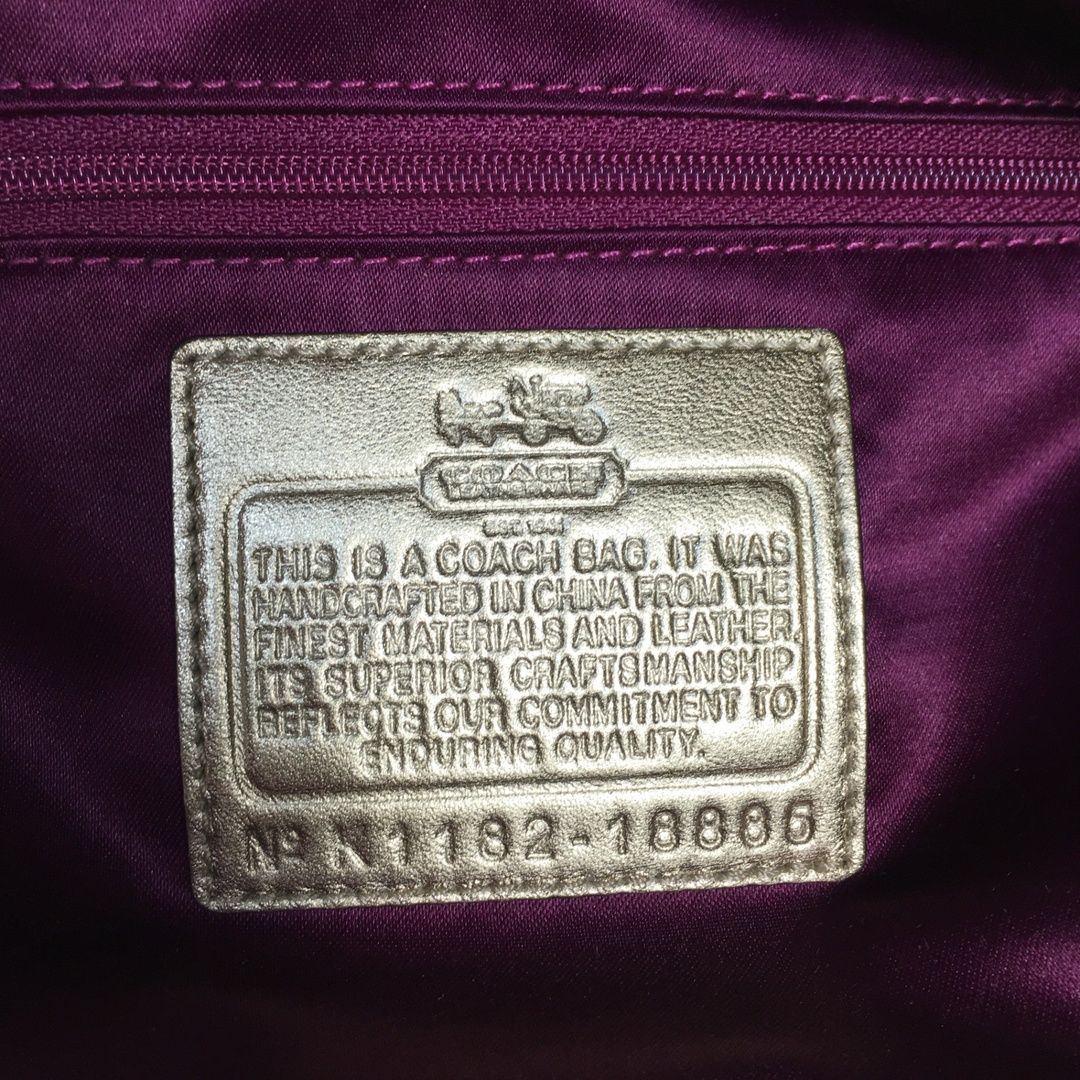 COACH
LEATHERWARE
EST. 1941
THIS IS A COACH BAG. IT WAS
HANDCRAFTED IN CHINA FROM THE
FINEST MATERIALS AND LEATHER.
ITS SUPERIOR CRAFTSMANSHIP
REFLECTS OUR COMMITMENT TO
ENDURING QUALITY.
Nº K1182-18886